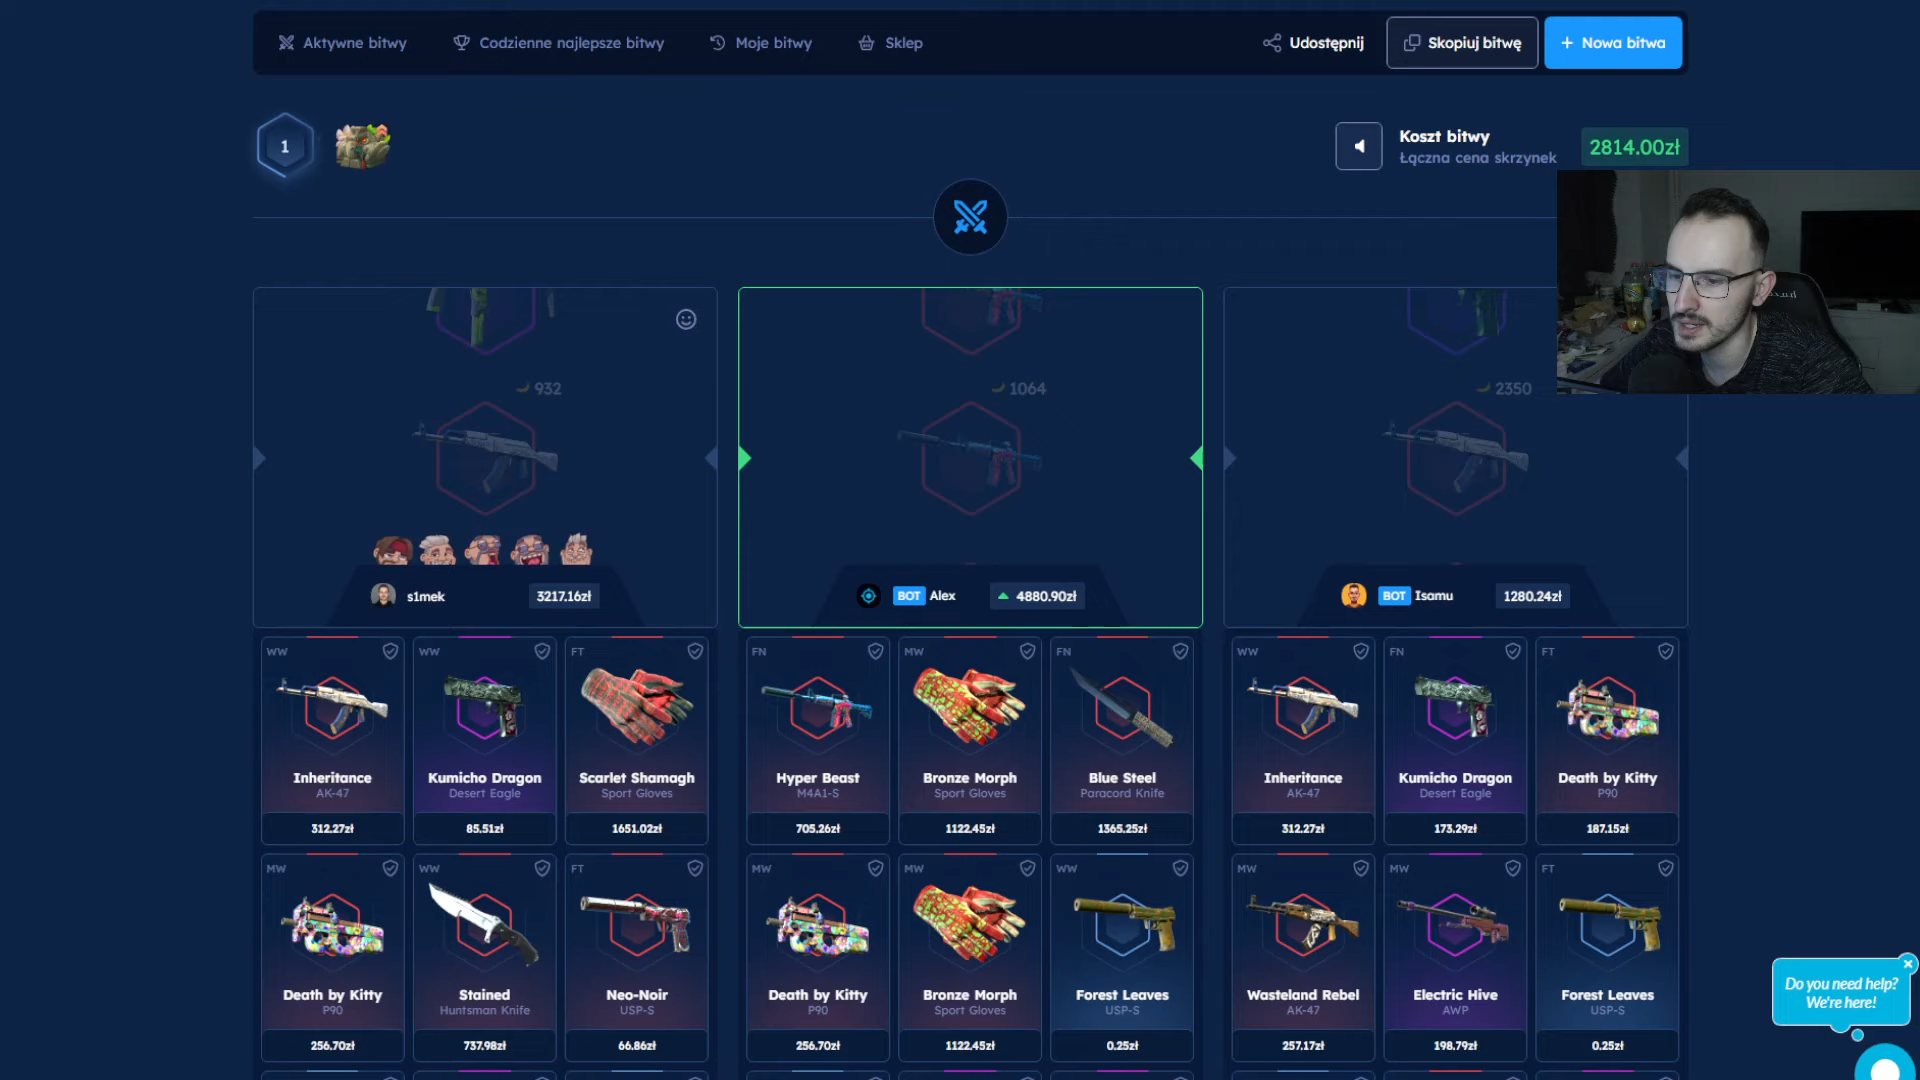 Aktywne bitwy
Codzienne najlepsze bitwy
Moje bitwy
Sklep
Udostępnij
Skopiuj bitwę
+ Nowa bitwa
1
Koszt bitwy
Łączna cena skrzynek
2814.00zł
932
s1mek
3217.16zł
1064
BOT Alex
4880.90zł
2350
BOT Isamu
1280.24zł
WW
Inheritance
AK-47
312.27zł
WW
Kumicho Dragon
Desert Eagle
85.51zł
FT
Scarlet Shamagh
Sport Gloves
1651.02zł
FN
Hyper Beast
M4A1-S
705.26zł
MW
Bronze Morph
Sport Gloves
1122.45zł
FN
Blue Steel
Paracord Knife
1365.25zł
WW
Inheritance
AK-47
312.27zł
FN
Kumicho Dragon
Desert Eagle
173.29zł
FT
Death by Kitty
P90
187.15zł
MW
Death by Kitty
P90
256.70zł
WW
Stained
Huntsman Knife
737.98zł
FT
Neo-Noir
USP-S
66.86zł
MW
Death by Kitty
P90
256.70zł
MW
Bronze Morph
Sport Gloves
1122.45zł
WW
Forest Leaves
USP-S
0.25zł
MW
Wasteland Rebel
AK-47
257.17zł
MW
Electric Hive
AWP
198.79zł
FT
Forest Leaves
USP-S
0.25zł
Do you need help?
We're here!